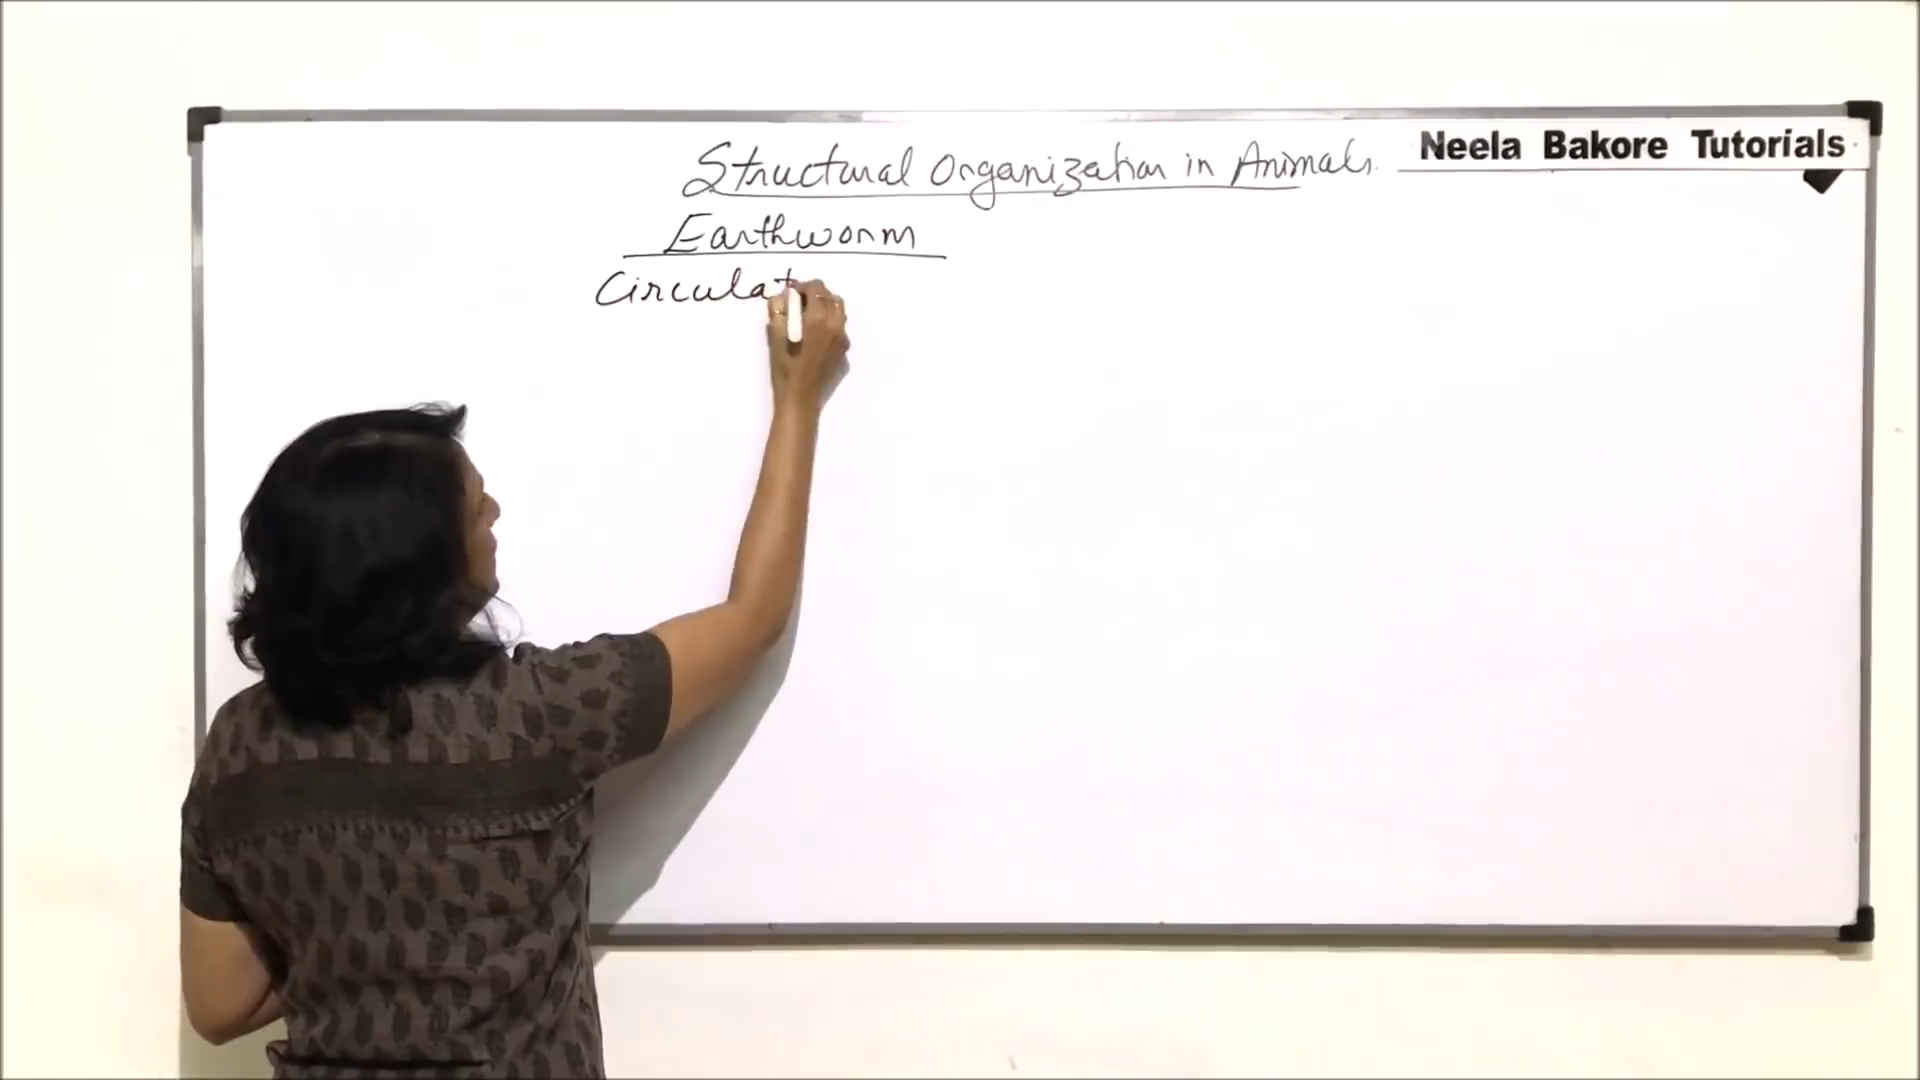 Structural Organization in Animals.
Neela Bakore Tutorials
Earthworm
Circulat